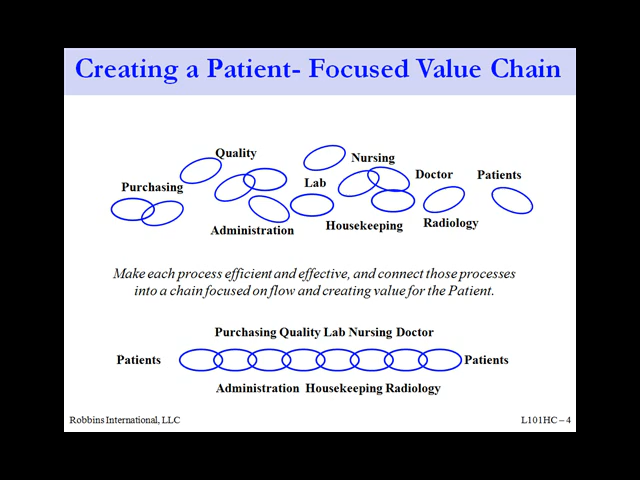 Creating a Patient- Focused Value Chain
Quality
Nursing
Purchasing
Lab
Doctor
Patients
Administration
Housekeeping
Radiology
Make each process efficient and effective, and connect those processes
into a chain focused on flow and creating value for the Patient.
Purchasing Quality Lab Nursing Doctor
Patients
Patients
Administration Housekeeping Radiology
Robbins International, LLC
L101HC – 4